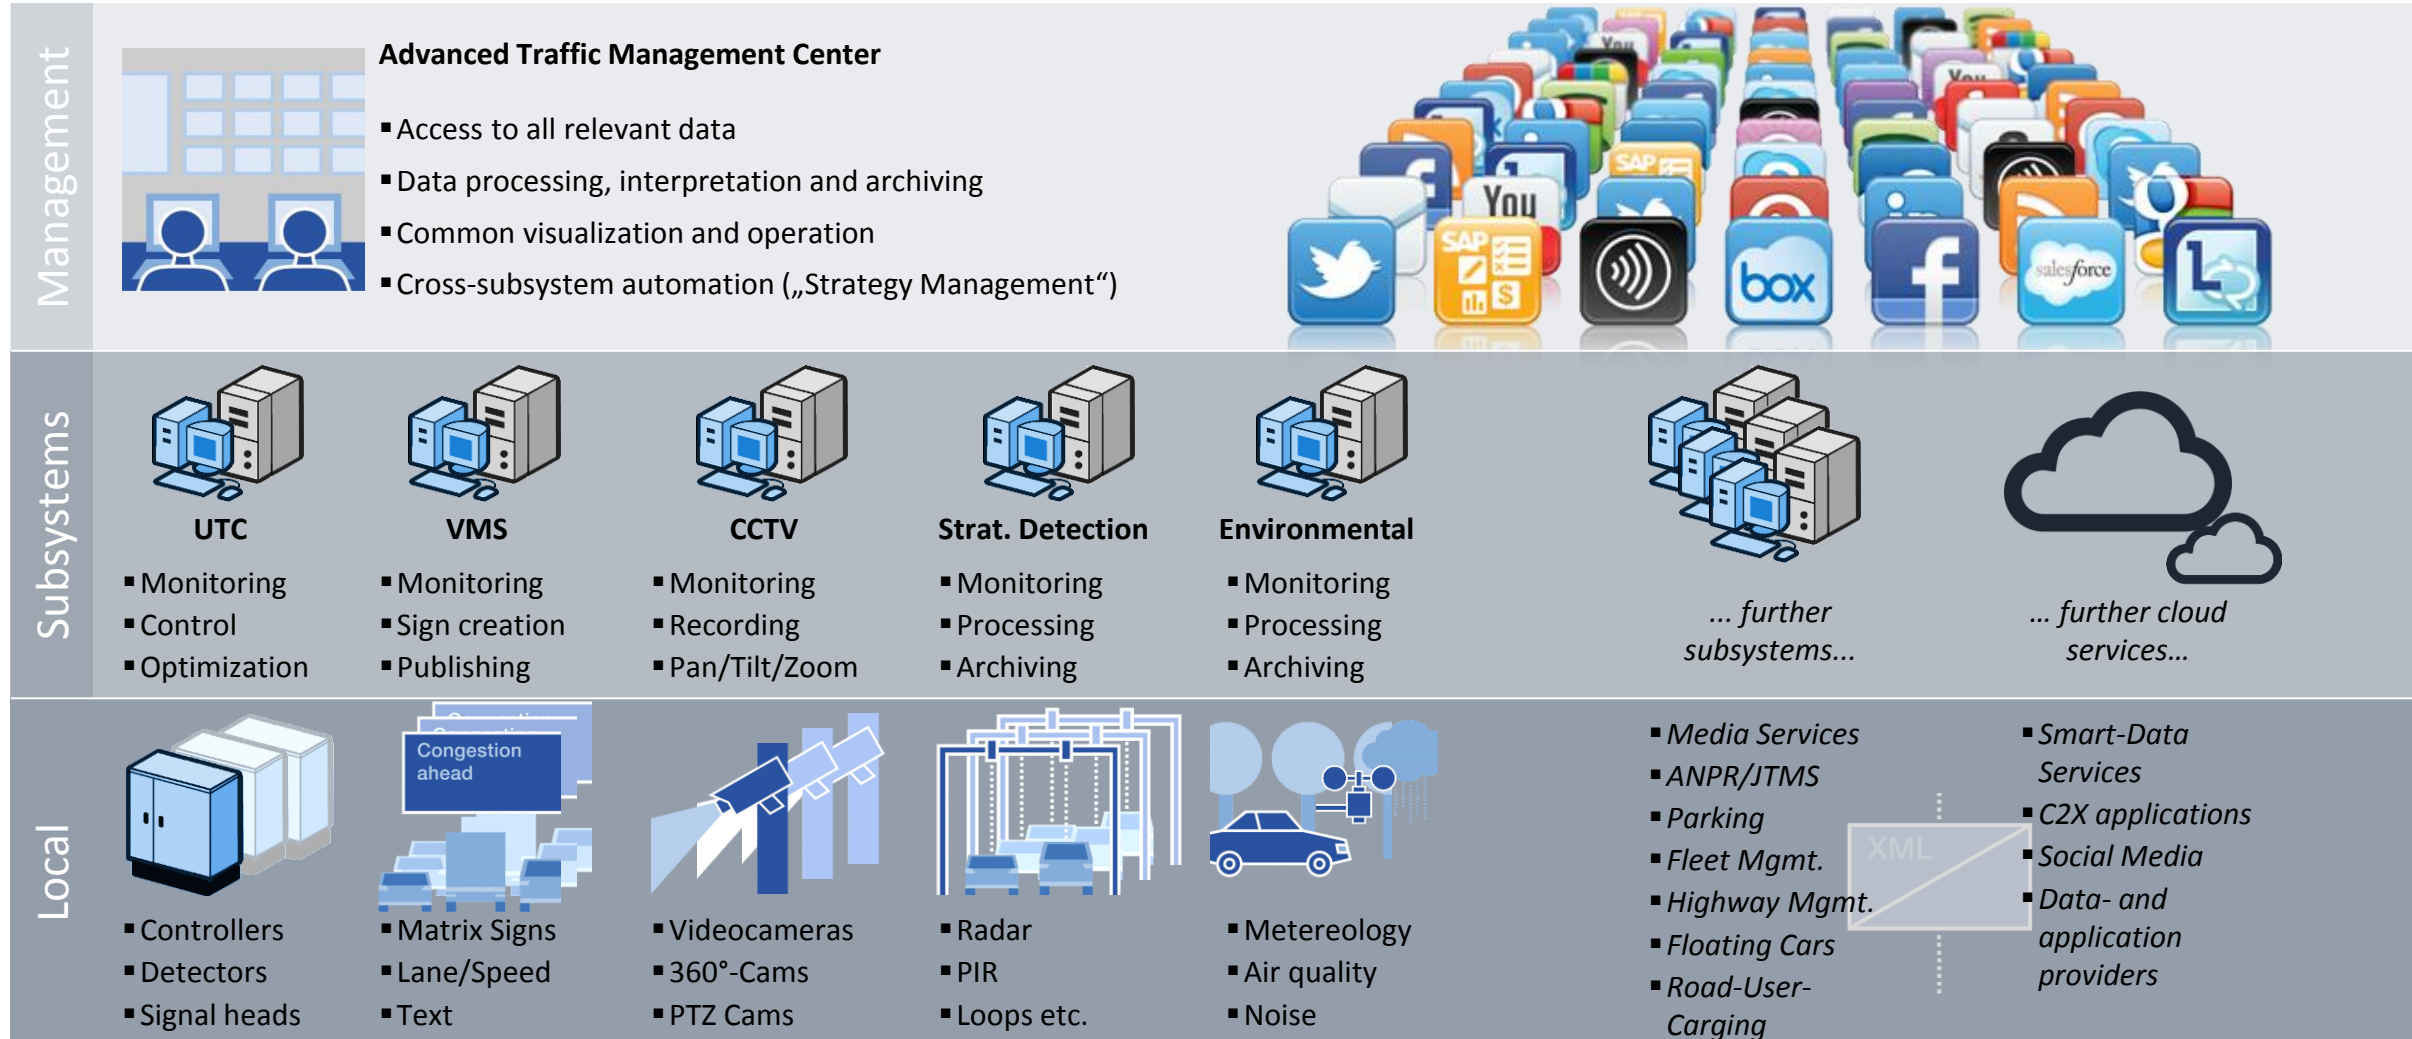 Management
Advanced Traffic Management Center
▪Access to all relevant data
▪Data processing, interpretation and archiving
▪Common visualization and operation
▪Cross-subsystem automation („Strategy Management“)
You
You
SAP
You
SAP
$
box
salesforce
Subsystems
UTC
▪Monitoring
▪Control
▪Optimization
VMS
▪Monitoring
▪Sign creation
▪Publishing
CCTV
▪Monitoring
▪Recording
▪Pan/Tilt/Zoom
Strat. Detection
▪Monitoring
▪Processing
▪Archiving
Environmental
▪Monitoring
▪Processing
▪Archiving
... further
subsystems...
... further cloud
services...
Local
Congestion
ahead
▪Controllers
▪Detectors
▪Signal heads
▪Matrix Signs
▪Lane/Speed
▪Text
▪Videocameras
▪360°-Cams
▪PTZ Cams
▪Radar
▪PIR
▪Loops etc.
▪Metereology
▪Air quality
▪Noise
▪Media Services
▪ANPR/JTMS
▪Parking
▪Fleet Mgmt.
▪Highway Mgmt.
▪Floating Cars
▪Road-User-
Carging
XML
▪Smart-Data
Services
▪C2X applications
▪Social Media
▪Data- and
application
providers